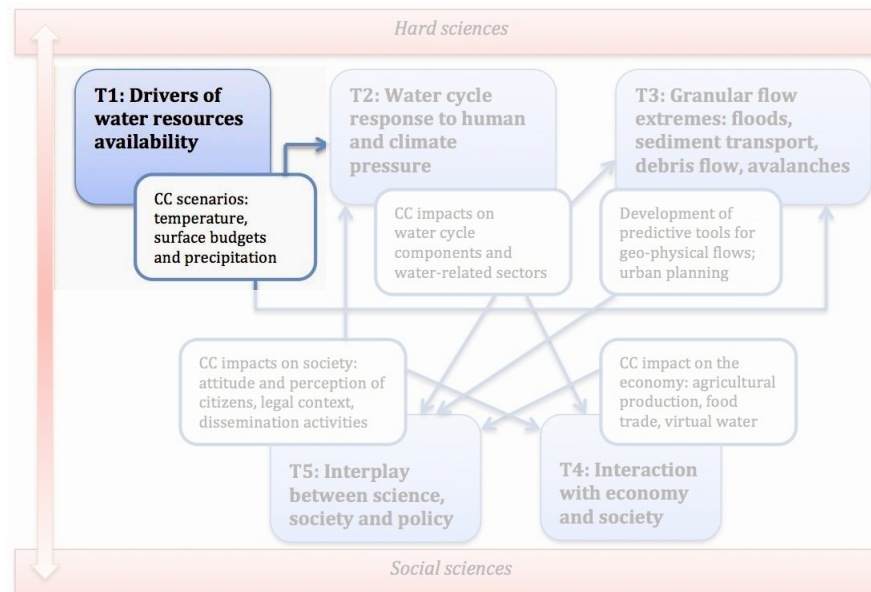 Hard sciences
T1: Drivers of
water resources
availability
CC scenarios:
temperature,
surface budgets
and precipitation
T2: Water cycle
response to human
and climate
pressure
CC impacts on
water cycle
components and
water-related sectors
T3: Granular flow
extremes: floods,
sediment transport,
debris flow, avalanches
Development of
predictive tools for
geo-physical flows;
urban planning
CC impacts on society:
attitude and perception of
citizens, legal context,
dissemination activities
T5: Interplay
between science,
society and policy
CC impact on the
economy: agricultural
production, food
trade, virtual water
T4: Interaction
with economy
and society
Social sciences